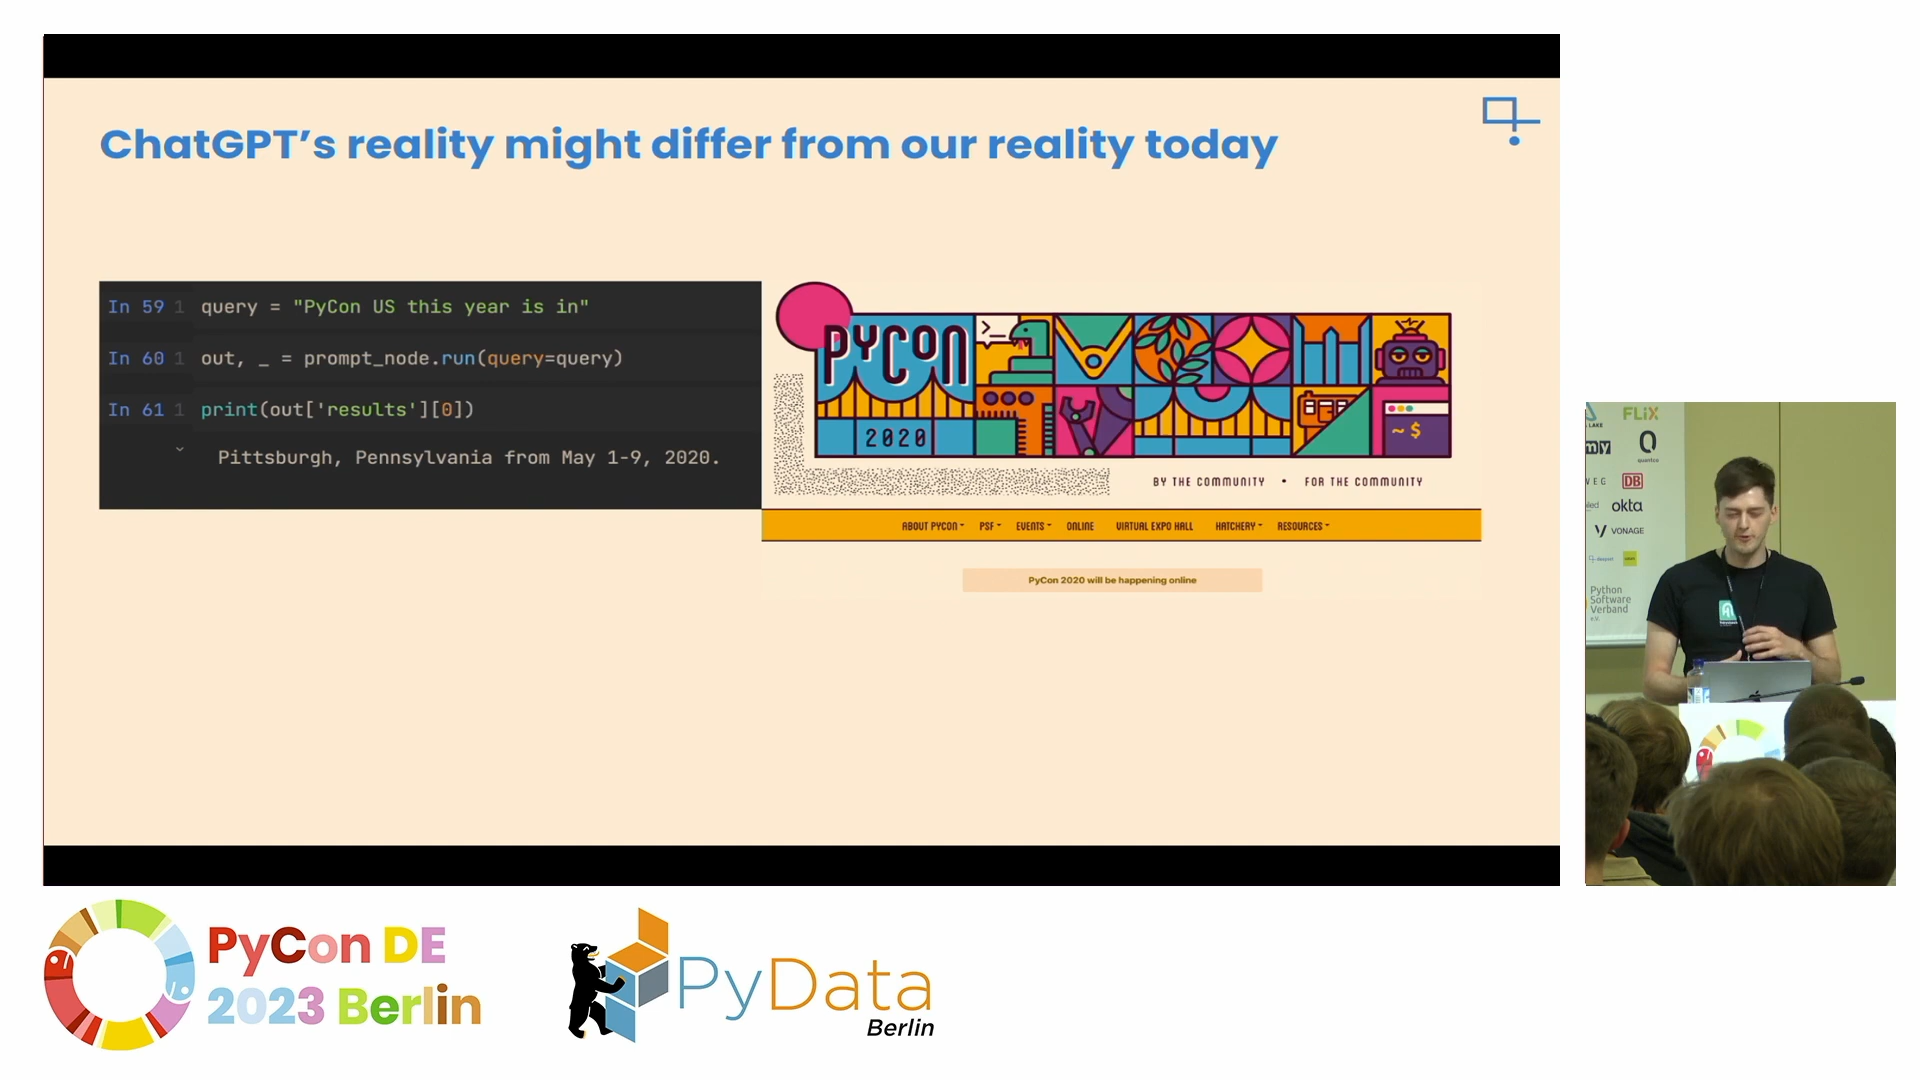 ChatGPT’s reality might differ from our reality today
In 59 1 query = "PyCon US this year is in"
In 60 1 out, _ = prompt_node.run(query=query)
In 61 1 print(out['results'][0])
Pittsburgh, Pennsylvania from May 1-9, 2020.
PYCON
>_
2020
~ $
BY THE COMMUNITY • FOR THE COMMUNITY
ABOUT PYCON PSF EVENTS ONLINE VIRTUAL EXPO HALL HATCHERY RESOURCES
PyCon 2020 will be happening online
LAKE
FLiX
quantco
DB
okta
VONAGE
Python
Software
Verband
e.V.
PyCon DE
2023 Berlin
PyData
Berlin